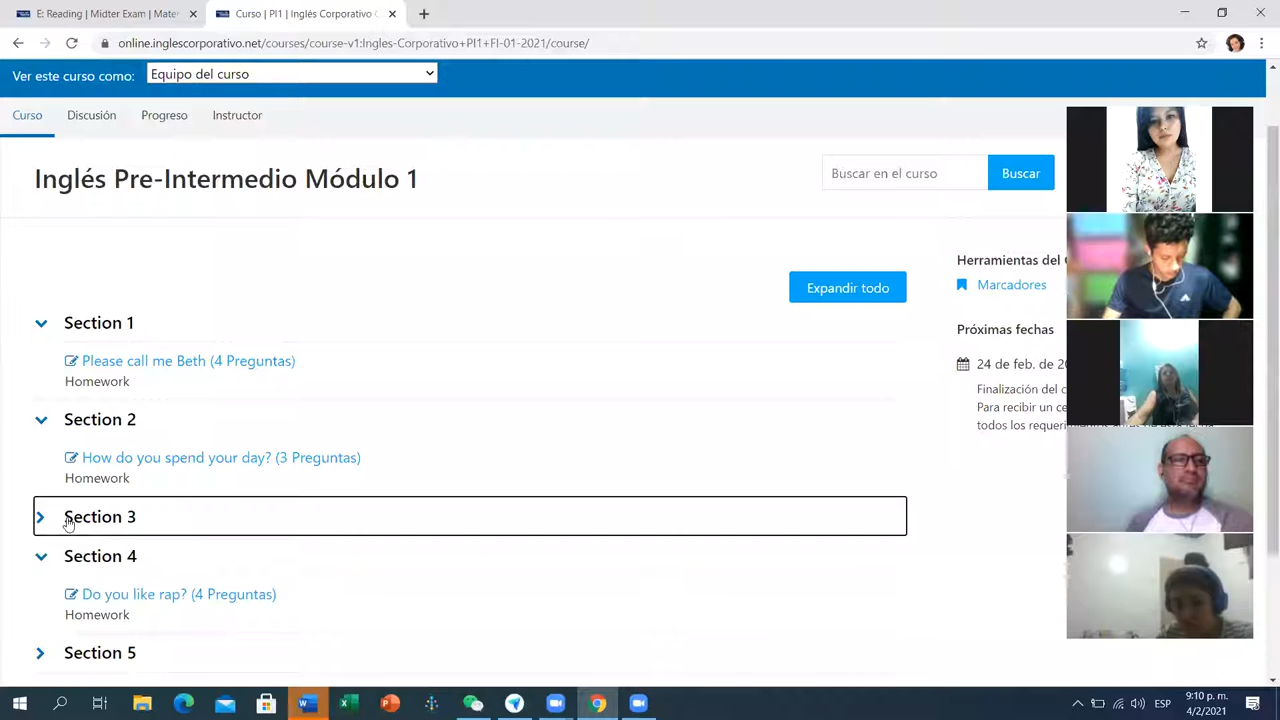 E: Reading | Midter Exam | Mater
Curso | PI1 | Inglés Corporativo
online.inglescorporativo.net/courses/course-v1:Ingles-Corporativo+PI1+FI-01-2021/course/
Ver este curso como:
Equipo del curso
Curso
Discusión
Progreso
Instructor
Inglés Pre-Intermedio Módulo 1
Buscar en el curso
Buscar
Herramientas del
Marcadores
Expandir todo
Próximas fechas
24 de feb. de 20
Finalización del
Para recibir un ce
Section 1
Please call me Beth (4 Preguntas)
Homework
Section 2
How do you spend your day? (3 Preguntas)
Homework
Section 3
Section 4
Do you like rap? (4 Preguntas)
Homework
Section 5
ESP
9:10 p. m.
4/2/2021